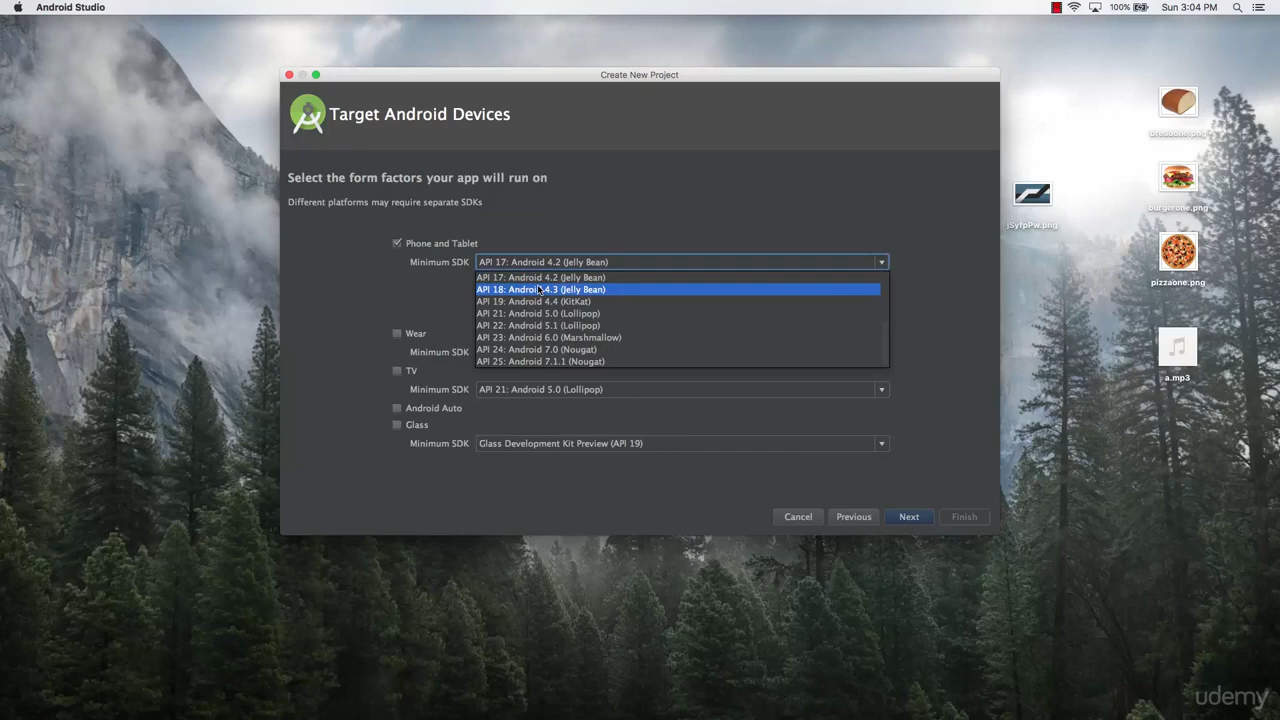 Android Studio
100%
Sun 3:04 PM
Create New Project
Target Android Devices
Select the form factors your app will run on
Different platforms may require separate SDKs
Phone and Tablet
Minimum SDK API 17: Android 4.2 (Jelly Bean)
API 17: Android 4.2 (Jelly Bean)
API 18: Android 4.3 (Jelly Bean)
API 19: Android 4.4 (KitKat)
API 21: Android 5.0 (Lollipop)
API 22: Android 5.1 (Lollipop)
API 23: Android 6.0 (Marshmallow)
API 24: Android 7.0 (Nougat)
API 25: Android 7.1.1 (Nougat)
Wear
Minimum SDK
TV
Minimum SDK API 21: Android 5.0 (Lollipop)
Android Auto
Glass
Minimum SDK Glass Development Kit Preview (API 19)
Cancel Previous Next Finish
burgerone.png
jSyfpPw.png
pizzaone.png
a.mp3
udemy